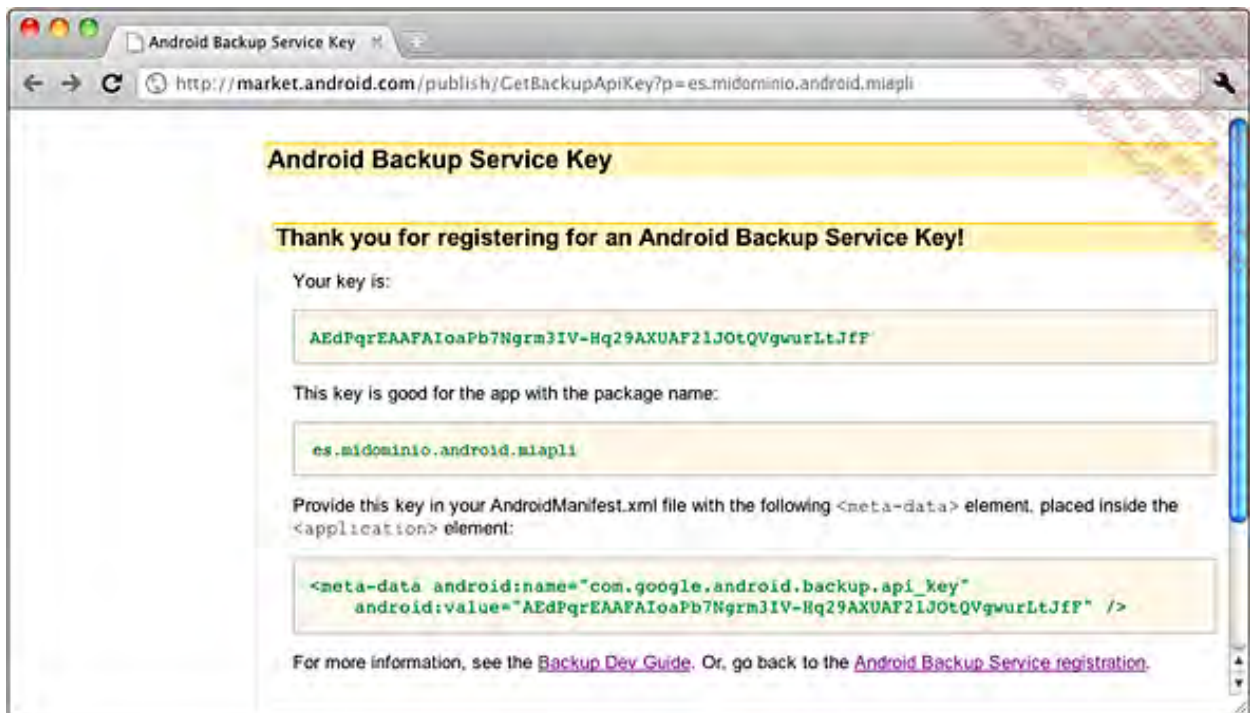 Android Backup Service Key
http://market.android.com/publish/GetBackupApiKey?p=es.midominio.android.miapli
Android Backup Service Key
Thank you for registering for an Android Backup Service Key!
Your key is:
AEdPqrEAAFAIoaPb7Ngrm3IV-Hq29AXUAF2lJOtQVgwurLtJfF
This key is good for the app with the package name:
es.midominio.android.miapli
Provide this key in your AndroidManifest.xml file with the following <meta-data> element, placed inside the
<application> element:
<meta-data android:name="com.google.android.backup.api_key"
android:value="AEdPqrEAAFAIoaPb7Ngrm3IV-Hq29AXUAF2lJOtQVgwurLtJfF" />
For more information, see the Backup Dev Guide. Or, go back to the Android Backup Service registration.